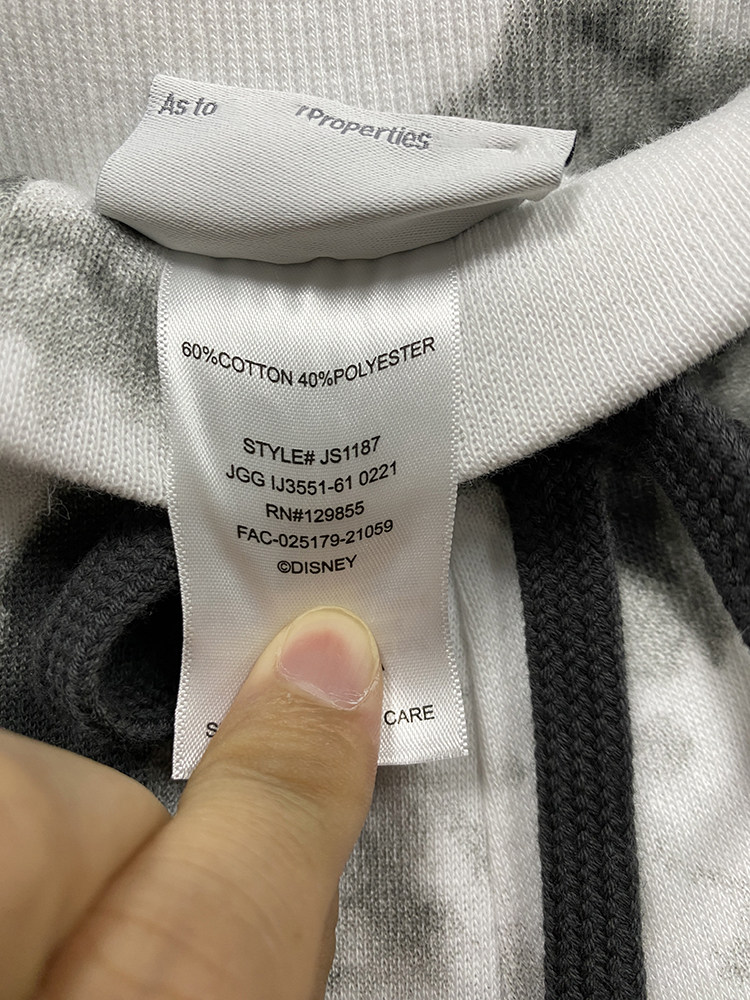 As to rProperties
60%COTTON 40%POLYESTER
STYLE# JS1187
JGG IJ3551-61 0221
RN#129855
FAC-025179-21059
©DISNEY
CARE